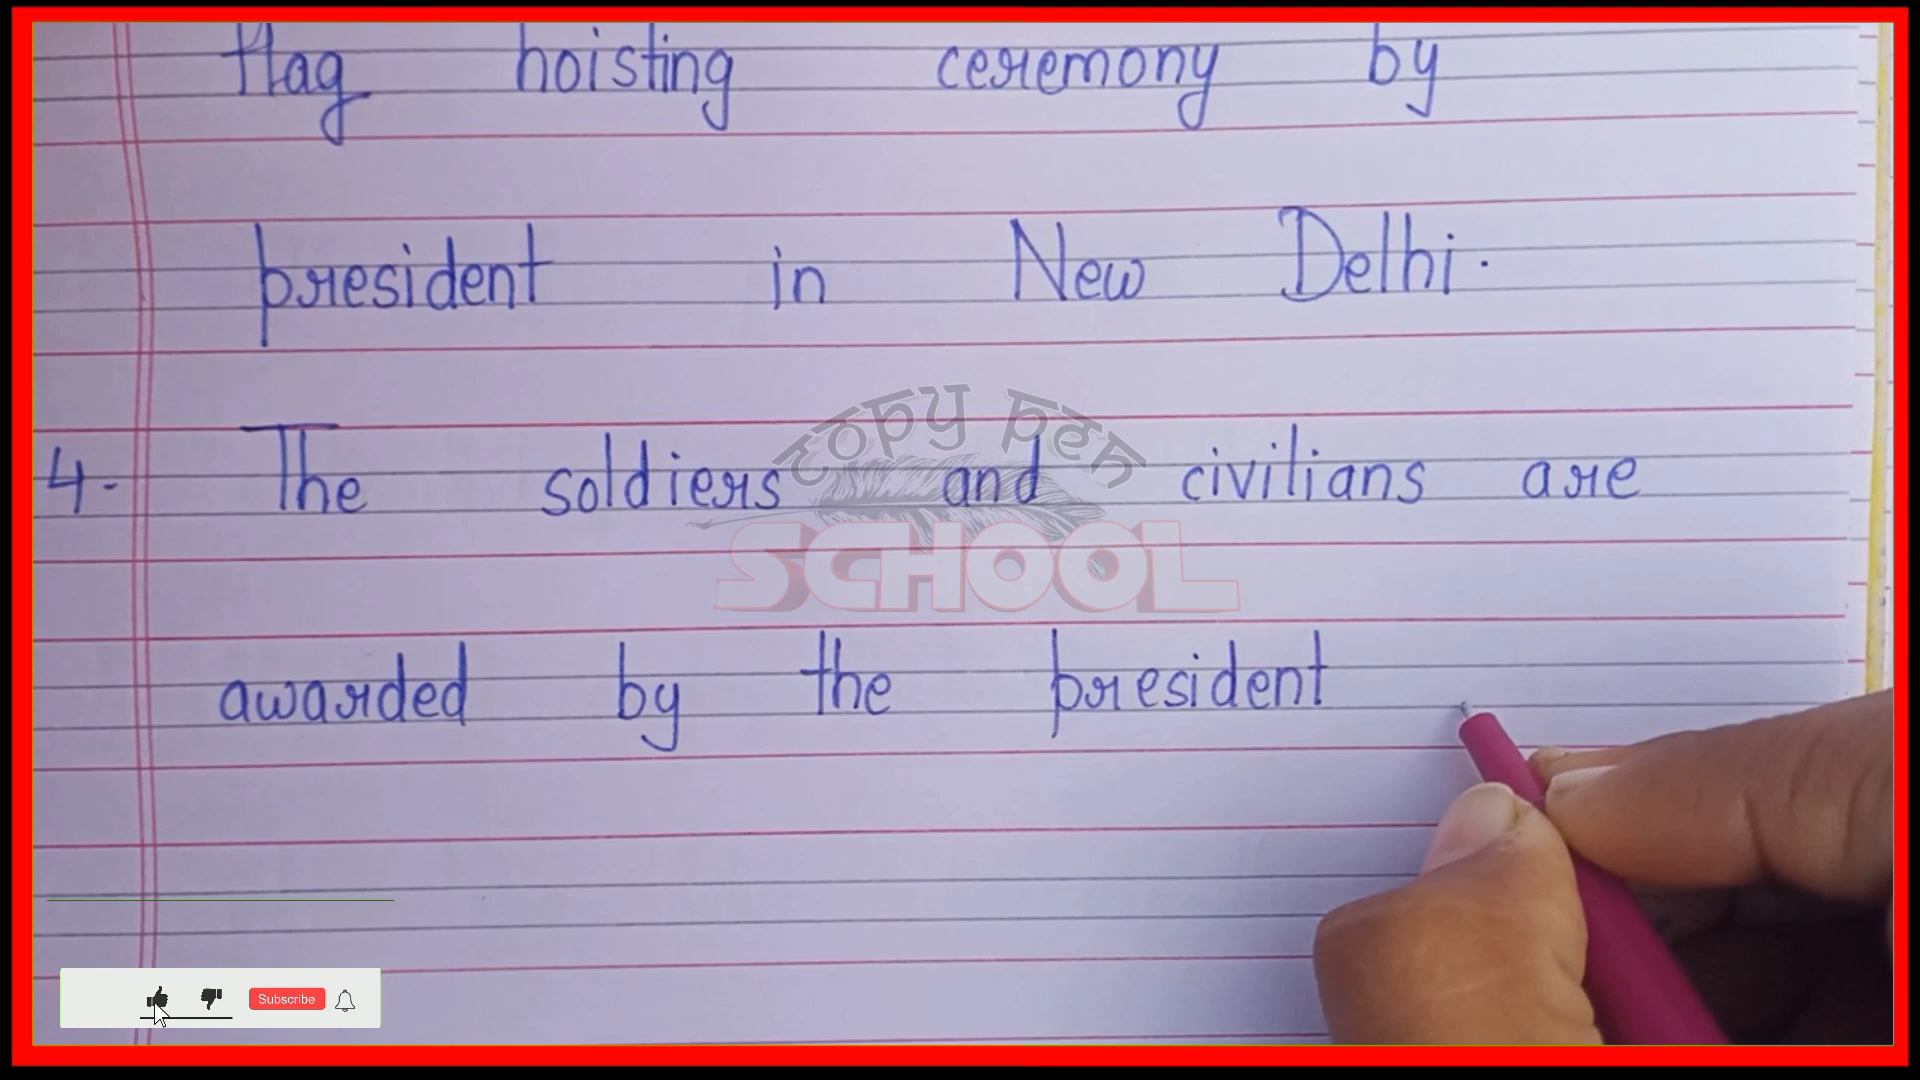 flag hoisting ceremony by
president in New Delhi.
4. The soldiers and civilians are
copy pen
SCHOOL
awarded by the president
Subscribe